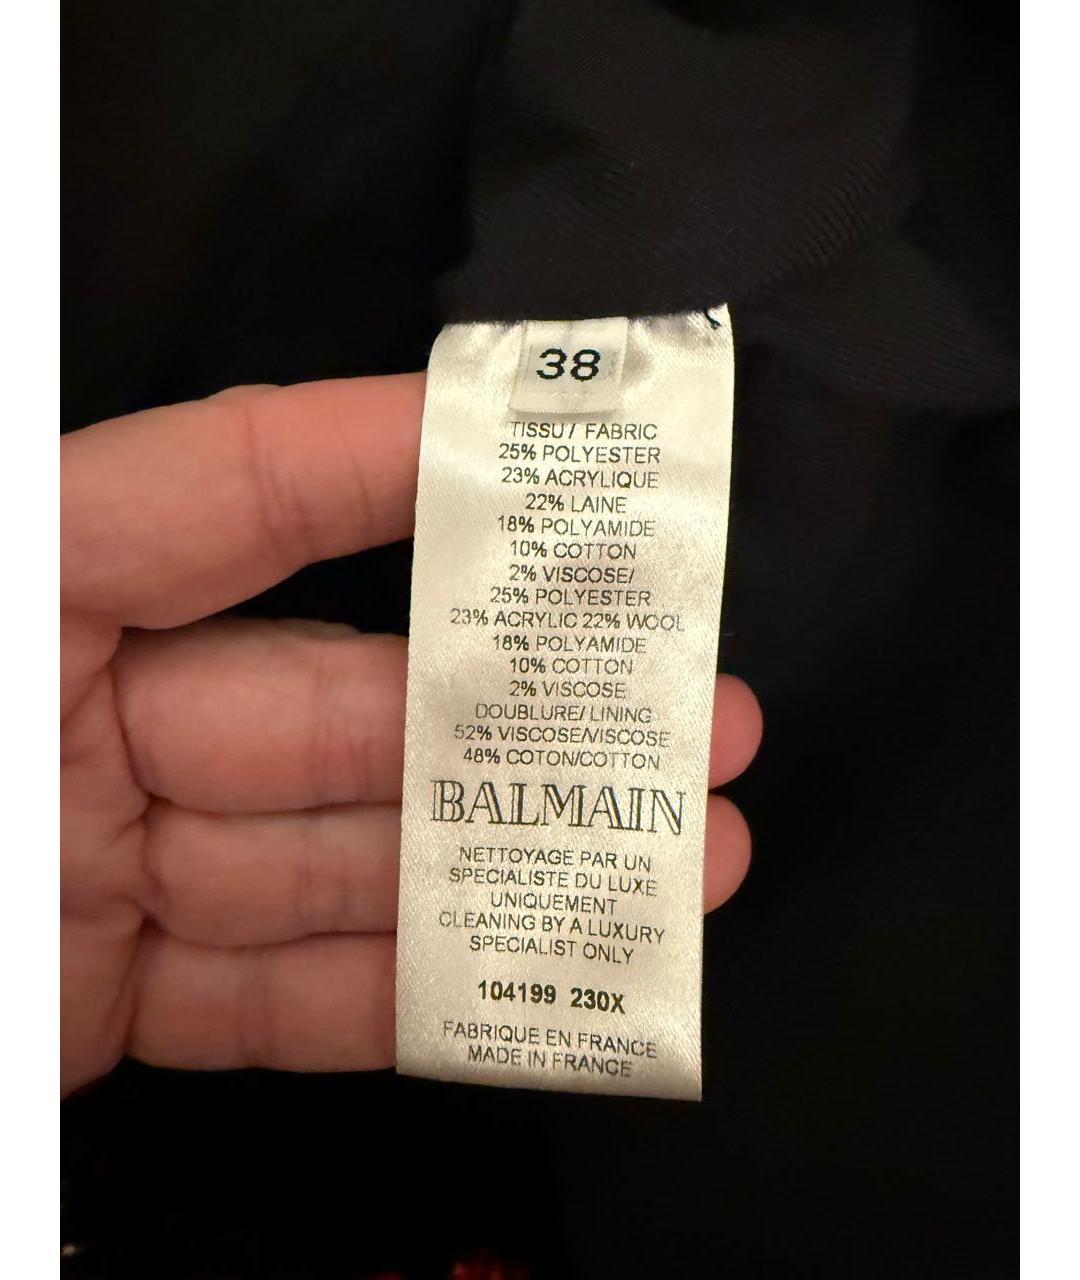 38
TISSU/ FABRIC
25% POLYESTER
23% ACRYLIQUE
22% LAINE
18% POLYAMIDE
10% COTTON
2% VISCOSE/
25% POLYESTER
23% ACRYLIC 22% WOOL
18% POLYAMIDE
10% COTTON
2% VISCOSE
DOUBLURE/ LINING
52% VISCOSE/VISCOSE
48% COTON/COTTON
BALMAIN
NETTOYAGE PAR UN
SPECIALISTE DU LUXE
UNIQUEMENT
CLEANING BY A LUXURY
SPECIALIST ONLY
104199 230X
FABRIQUE EN FRANCE
MADE IN FRANCE